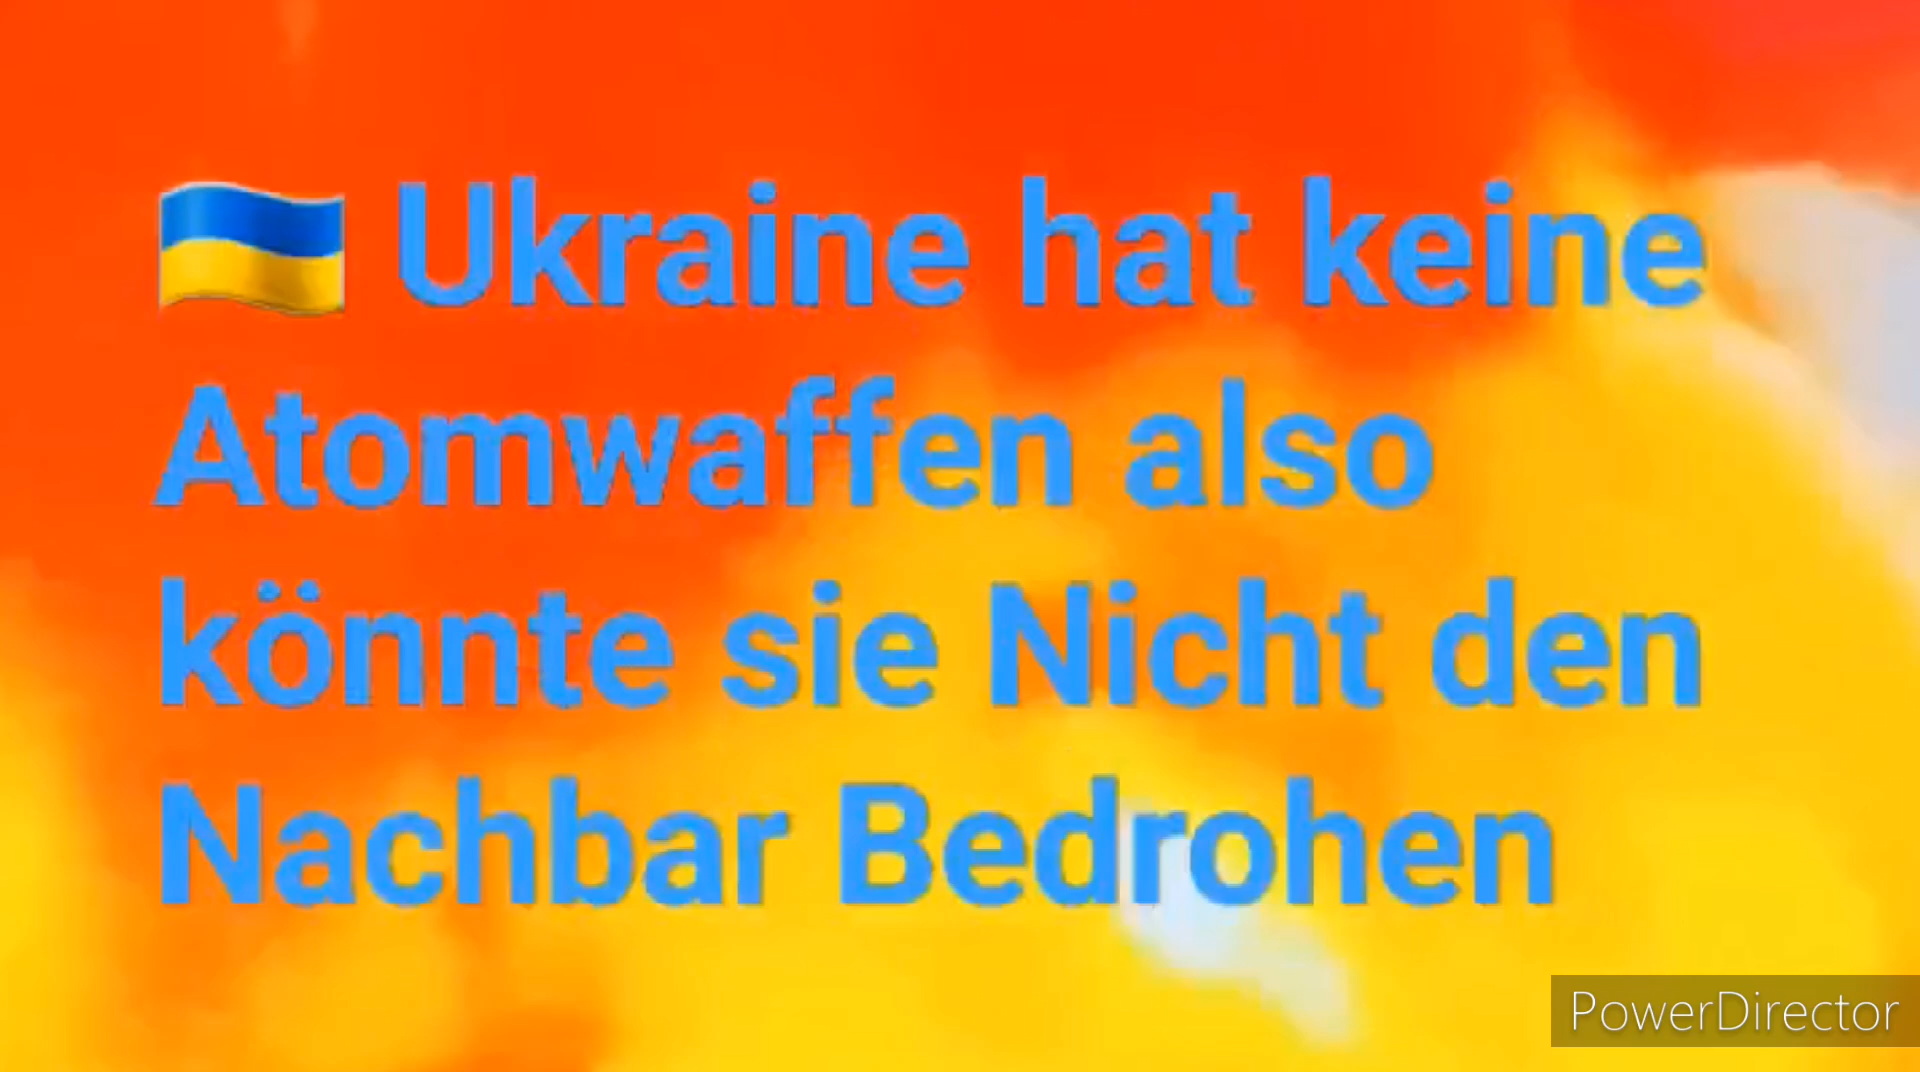 🇺🇦 Ukraine hat keine
Atomwaffen also
könnte sie Nicht den
Nachbar Bedrohen
PowerDirector